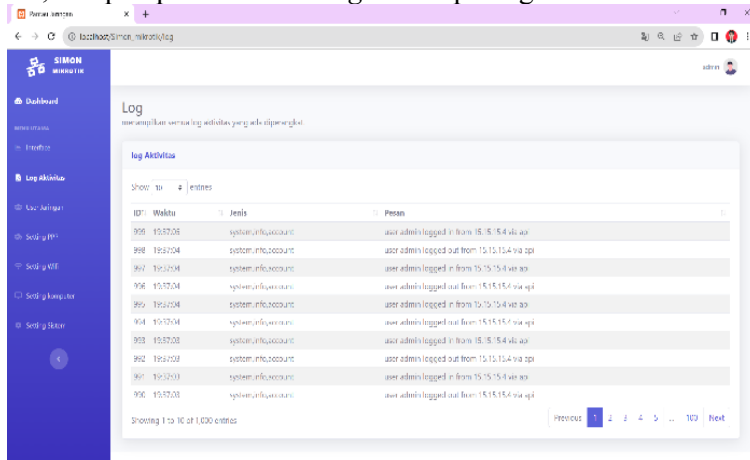 Pantau Jaringan
localhost/Simon_mikrotik/log
SIMON
MIKROTIK
admin
Dashboard
MENU UTAMA
Interface
Log Aktivitas
User Jaringan
Setting PPP
Setting Wifi
Setting komputer
Setting Sistem
Log
menampilkan semua log aktivitas yang ada diperangkat
log Aktivitas
Show 10 entries
ID Waktu Jenis Pesan
999 19:37:05 system,info,account user admin logged in from 15.15.15.4 via api
998 19:37:04 system,info,account user admin logged out from 15.15.15.4 via api
997 19:37:04 system,info,account user admin logged in from 15.15.15.4 via api
996 19:37:04 system,info,account user admin logged out from 15.15.15.4 via api
995 19:37:04 system,info,account user admin logged in from 15.15.15.4 via api
994 19:37:04 system,info,account user admin logged out from 15.15.15.4 via api
993 19:37:03 system,info,account user admin logged in from 15.15.15.4 via api
992 19:37:03 system,info,account user admin logged out from 15.15.15.4 via api
991 19:37:03 system,info,account user admin logged in from 15.15.15.4 via api
990 19:37:03 system,info,account user admin logged out from 15.15.15.4 via api
Showing 1 to 10 of 1,000 entries
Previous 1 2 3 4 5 ... 100 Next